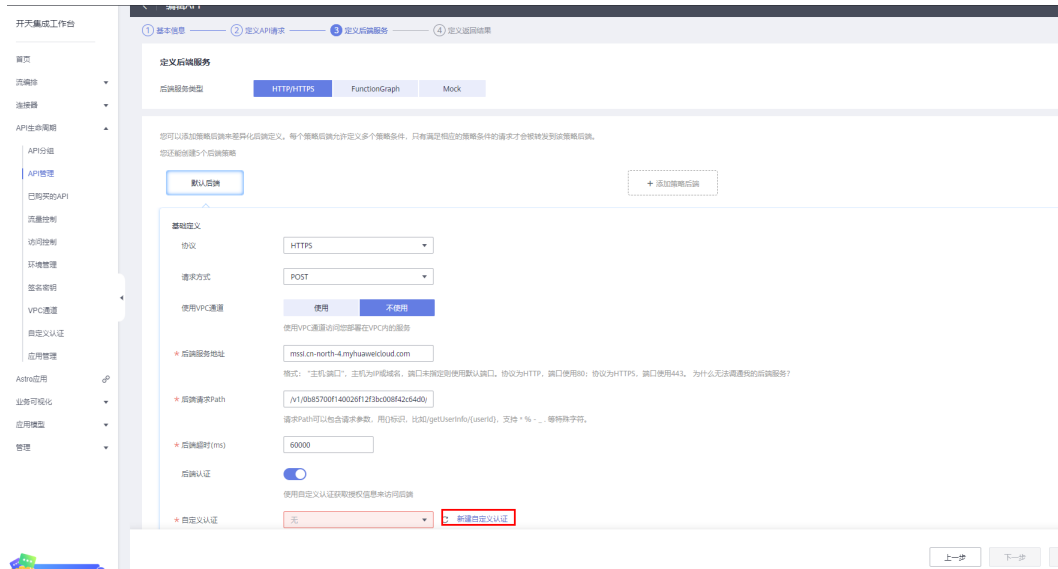 开天集成工作台
编辑API
首页
流编排
连接器
API生命周期
API分组
API管理
已购买的API
流量控制
访问控制
环境管理
签名密钥
VPC通道
自定义认证
应用管理
Astro应用
业务可视化
应用模型
管理
1 基本信息
2 定义API请求
3 定义后端服务
4 定义返回结果
定义后端服务
后端服务类型 HTTP/HTTPS FunctionGraph Mock
您可以添加策略后端来差异化后端定义。每个策略后端允许定义多个策略条件，只有满足相应的策略条件的请求才会被转发到该策略后端。
您还能创建5个后端策略
默认后端
+ 添加策略后端
基础定义
协议 HTTPS
请求方式 POST
使用VPC通道 使用 不使用
使用VPC通道访问您部署在VPC内的服务
* 后端服务地址 mssi.cn-north-4.myhuaweicloud.com
格式： "主机:端口"，主机为IP或域名，端口未指定则使用默认端口。协议为HTTP，端口使用80；协议为HTTPS，端口使用443。 为什么无法调通我的后端服务?
* 后端请求Path /v1/0b85700f140026f12f3bc008f42c64d0/
请求Path可以包含请求参数，用{}标识，比如/getUserInfo/{userId}，支持 * % - _ . 等特殊字符。
* 后端超时(ms) 60000
后端认证
使用自定义认证获取授权信息来访问后端
* 自定义认证 无 新建自定义认证
上一步 下一步